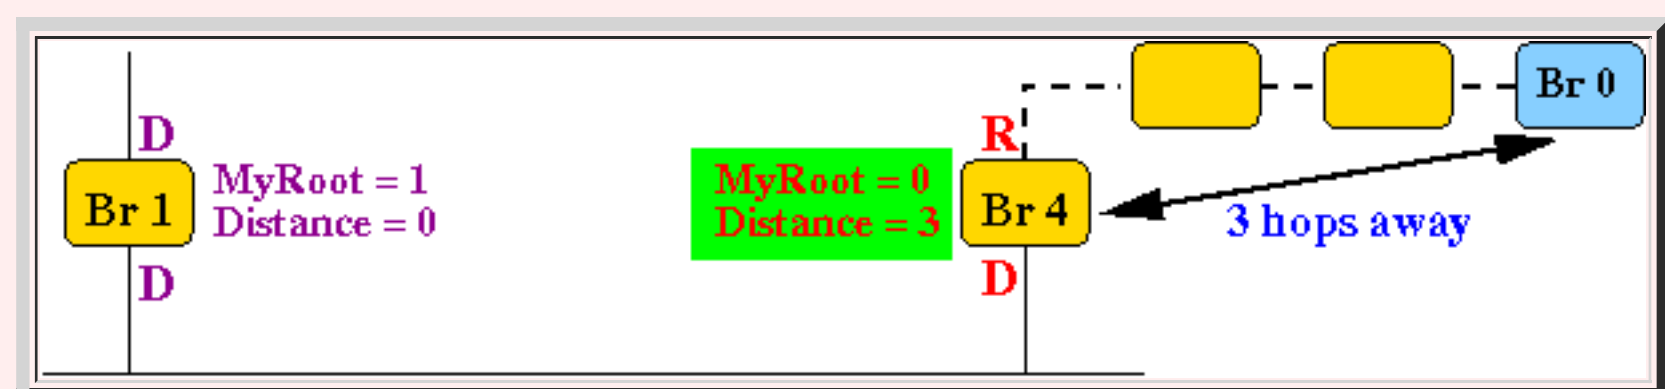 Br 0
D
R
MyRoot = 1
Distance = 0
MyRoot = 0
Distance = 3
Br 1
Br 4
3 hops away
D
D